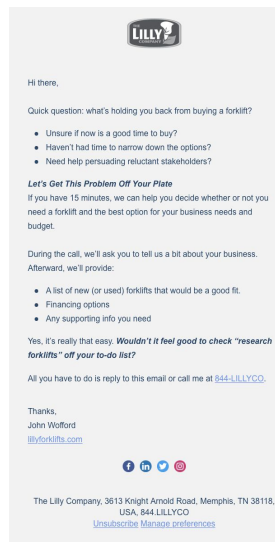 THE
LILLY
COMPANY
Hi there,
Quick question: what's holding you back from buying a forklift?
● Unsure if now is a good time to buy?
● Haven't had time to narrow down the options?
● Need help persuading reluctant stakeholders?
Let's Get This Problem Off Your Plate
If you have 15 minutes, we can help you decide whether or not you
need a forklift and the best option for your business needs and
budget.
During the call, we'll ask you to tell us a bit about your business.
Afterward, we'll provide:
● A list of new (or used) forklifts that would be a good fit.
● Financing options
● Any supporting info you need
Yes, it's really that easy. Wouldn't it feel good to check “research
forklifts” off your to-do list?
All you have to do is reply to this email or call me at 844-LILLYCO.
Thanks,
John Wofford
lillyforklifts.com
The Lilly Company, 3613 Knight Arnold Road, Memphis, TN 38118,
USA, 844.LILLYCO
Unsubscribe Manage preferences